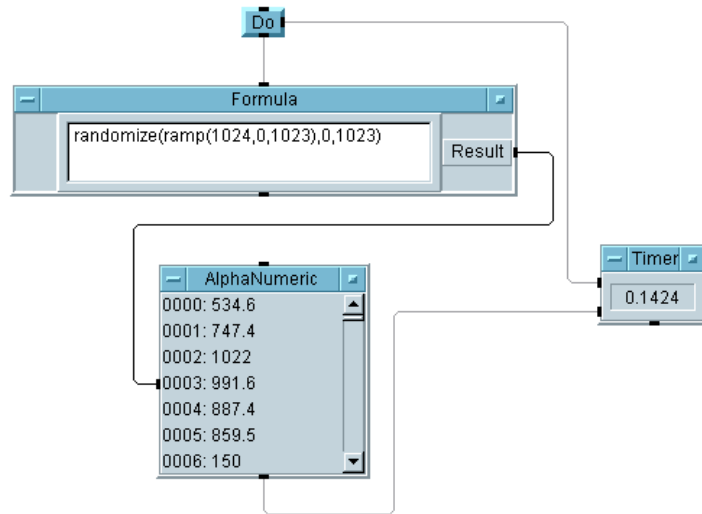 Do
Formula
randomize(ramp(1024,0,1023),0,1023)
Result
Timer
0.1424
AlphaNumeric
0000: 534.6
0001: 747.4
0002: 1022
0003: 991.6
0004: 887.4
0005: 859.5
0006: 150